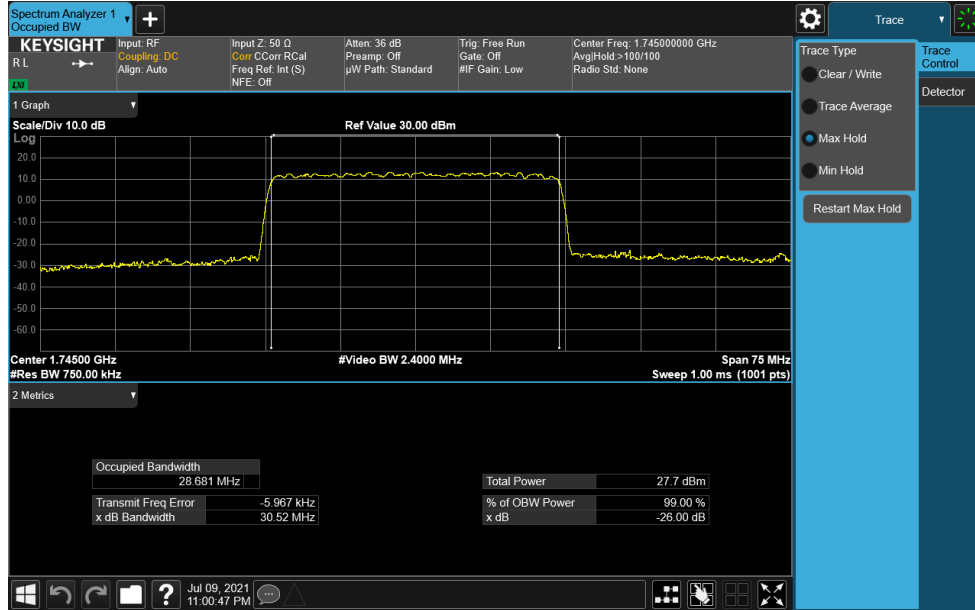 Spectrum Analyzer 1
Occupied BW
+
Trace
KEYSIGHT
R L
LXI
Input: RF
Coupling: DC
Align: Auto
Input Z: 50 Ω
Corr CCorr RCal
Freq Ref: Int (S)
NFE: Off
Atten: 36 dB
Preamp: Off
µW Path: Standard
Trig: Free Run
Gate: Off
#IF Gain: Low
Center Freq: 1.745000000 GHz
Avg|Hold:>100/100
Radio Std: None
Trace Type
Clear / Write
Trace Average
Max Hold
Min Hold
Restart Max Hold
Trace
Control
Detector
1 Graph
Scale/Div 10.0 dB
Ref Value 30.00 dBm
Log
20.0
10.0
0.00
-10.0
-20.0
-30.0
-40.0
-50.0
-60.0
Center 1.74500 GHz
#Video BW 2.4000 MHz
Span 75 MHz
#Res BW 750.00 kHz
Sweep 1.00 ms (1001 pts)
2 Metrics
Occupied Bandwidth
28.681 MHz
Total Power 27.7 dBm
Transmit Freq Error -5.967 kHz
% of OBW Power 99.00 %
x dB Bandwidth 30.52 MHz
x dB -26.00 dB
?
Jul 09, 2021
11:00:47 PM